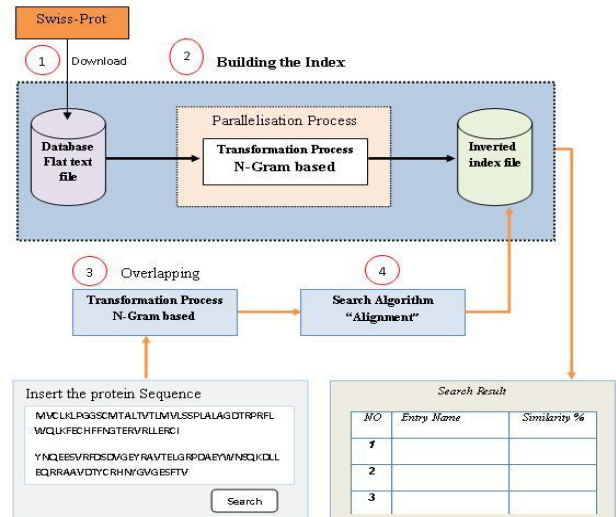 Swiss-Prot
1
Download
2
Building the Index
Database
Flat text
file
Parallelisation Process
Transformation Process
N-Gram based
Inverted
index file
3
Overlapping
4
Transformation Process
N-Gram based
Search Algorithm
“Alignment”
Insert the protein Sequence
MVCLKLPGGSCMTALTVTLMVLSSPLALAGDTRPRFL
WQLKFECHFFNGTERVRLLERCI
YNQEESVRFDSDVGEYRAVTELGRPDAEYWNSQKDLL
EQRRAAVDTYCRHNYGVGESFTV
Search
Search Result
NO Entry Name Similarity %
1
2
3